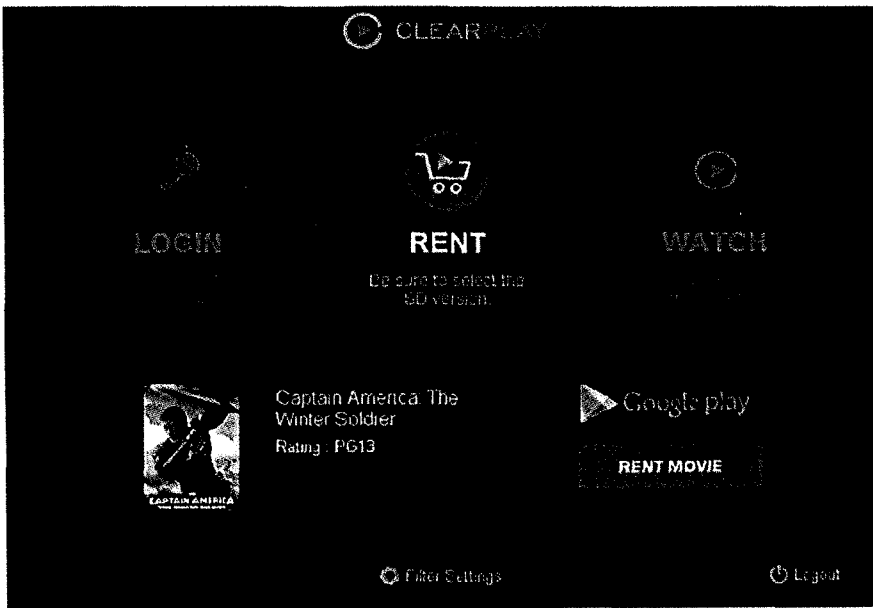 CLEARPLAY
LOGIN
RENT
WATCH
Be sure to select the
SD version.
Captain America: The
Winter Soldier
Rating : PG13
CAPTAIN AMERICA
Google play
RENT MOVIE
Filter Settings
Logout